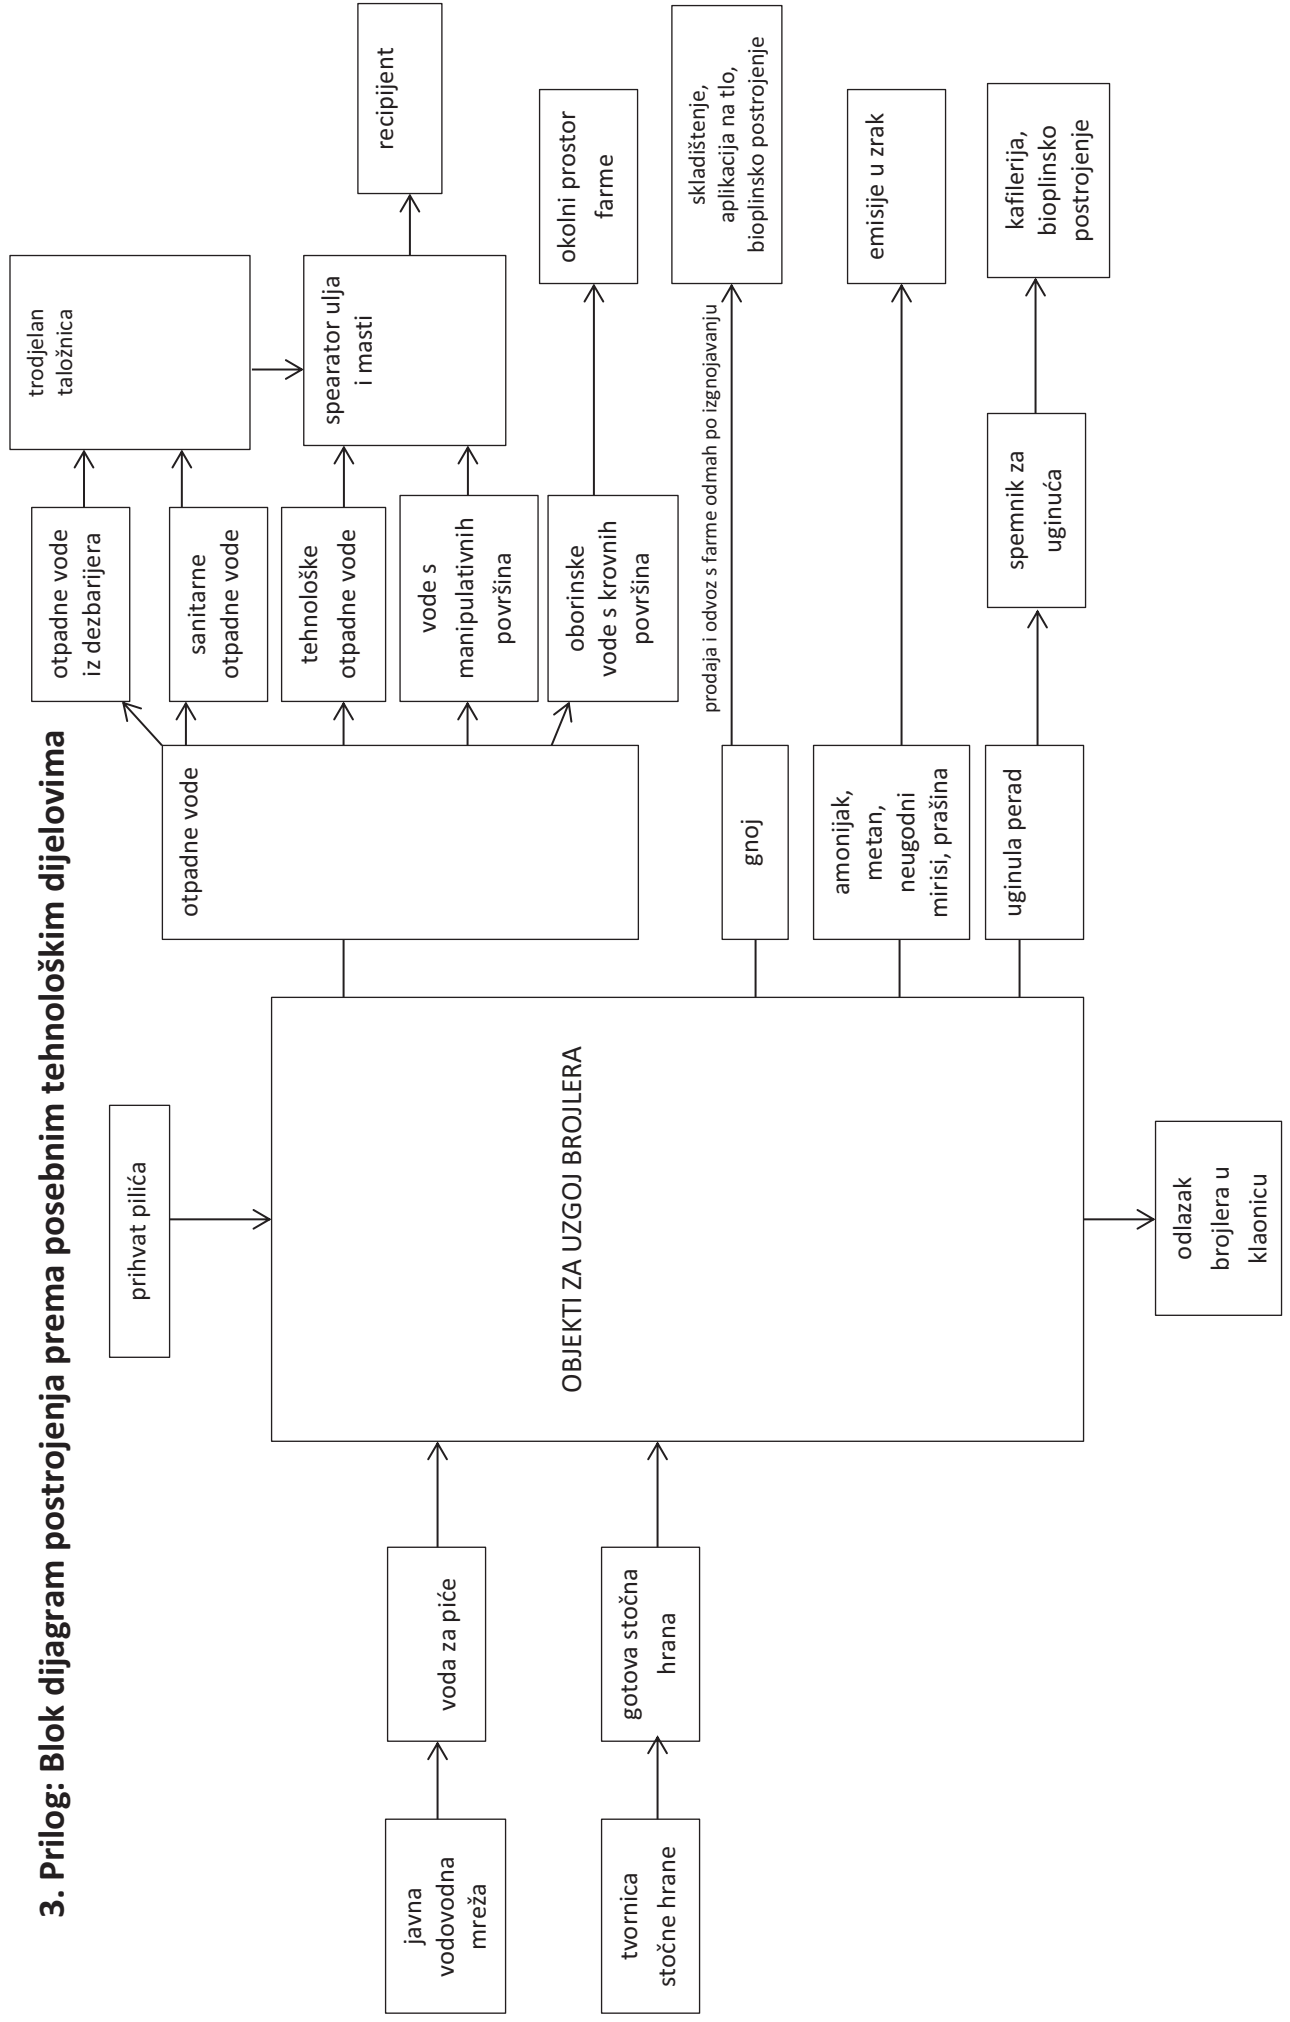 3. Prilog: Blok dijagram postrojenja prema posebnim tehnološkim dijelovima
javna
vodovodna
mreža
voda za piće
tvornica
stočne hrane
gotova stočna
hrana
prihvat pilića
OBJEKTI ZA UZGOJ BROJLERA
odlazak
brojlera u
klaonicu
otpadne vode
otpadne vode
iz dezbarijera
sanitarne
otpadne vode
tehnološke
otpadne vode
vode s
manipulativnih
površina
oborinske
vode s krovnih
površina
trodjelan
taložnica
spearator ulja
i masti
recipijent
okolni prostor
farme
gnoj
prodaja i odvoz s farme odmah po izgnojavanju
skladištenje,
aplikacija na tlo,
bioplinsko postrojenje
amonijak,
metan,
neugodni
mirisi, prašina
emisije u zrak
uginula perad
spemnik za
uginuća
kafilerija,
bioplinsko
postrojenje